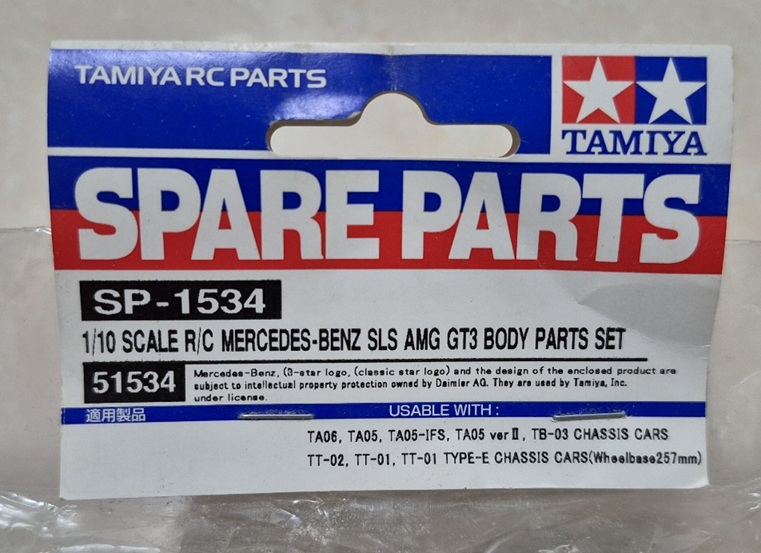 TAMIYA RC PARTS
TAMIYA
SPARE PARTS
SP-1534
1/10 SCALE R/C MERCEDES-BENZ SLS AMG GT3 BODY PARTS SET
51534
Mercedes-Benz, (3-star logo, (classic star logo) and the design of the enclosed product are
subject to intellectual property protection owned by Daimler AG. They are used by Tamiya, Inc.
under license.
適用製品 USABLE WITH :
TA06, TA05, TA05-IFS, TA05 ver Ⅱ, TB-03 CHASSIS CARS
TT-02, TT-01, TT-01 TYPE-E CHASSIS CARS(Wheelbase257mm)